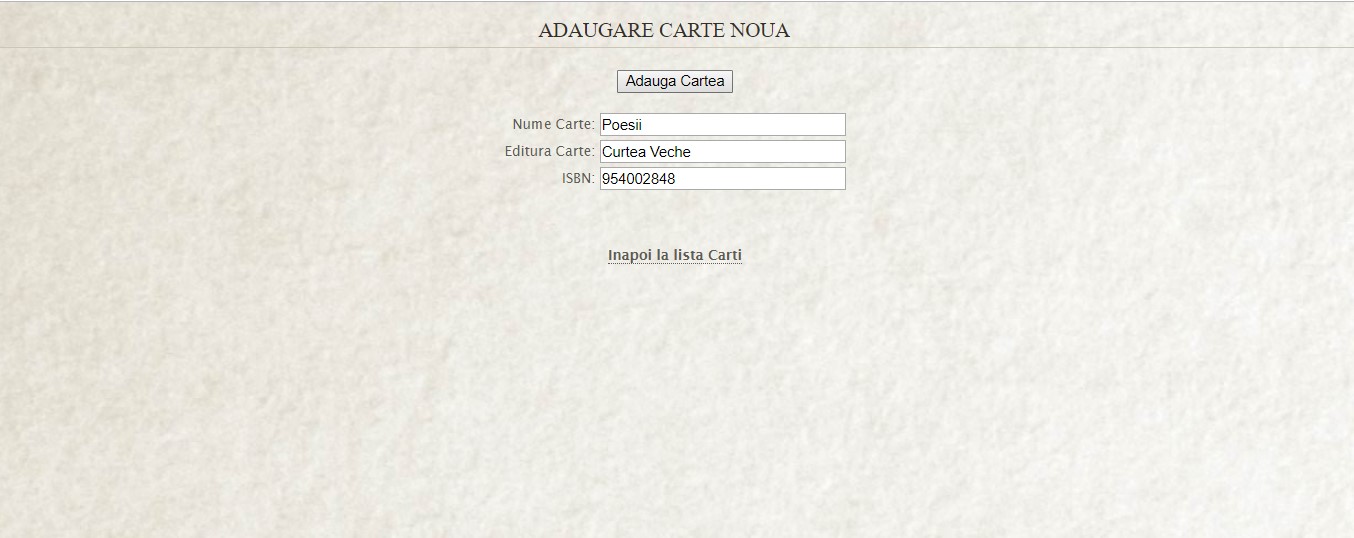 ADAUGARE CARTE NOUA
Adauga Cartea
Nume Carte: Poesii
Editura Carte: Curtea Veche
ISBN: 954002848
Inapoi la lista Carti